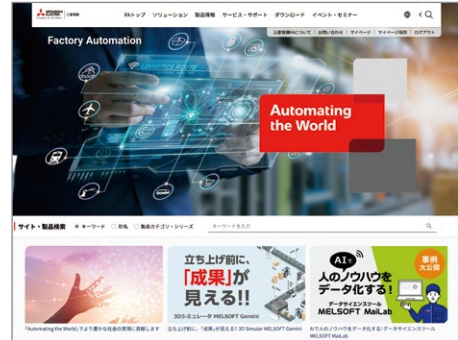 MITSUBISHI ELECTRIC
三菱電機
FAトップ ソリューション 製品情報 サービス・サポート ダウンロード イベント・セミナー
三菱電機FAについて お問い合わせ マイページ マイページ保存 ログアウト
Factory Automation
LOGISTICS ROUTE
Automating
the World
サイト・製品検索 キーワード 形名 製品カテゴリ・シリーズ キーワードを入力
立ち上げ前に、
「成果」が
見える!!
3Dシミュレータ MELSOFT Gemini
AIで
人のノウハウを
データ化する!
事例
大公開
データサイエンスツール
MELSOFT MaiLab
「Automating the World」でより豊かな社会の実現に貢献します
立ち上げ前に、「成果」が見える!! 3D Simular MELSOFT Gemini
AIで人のノウハウをデータ化する! データサイエンスツール
MELSOFT MaiLab